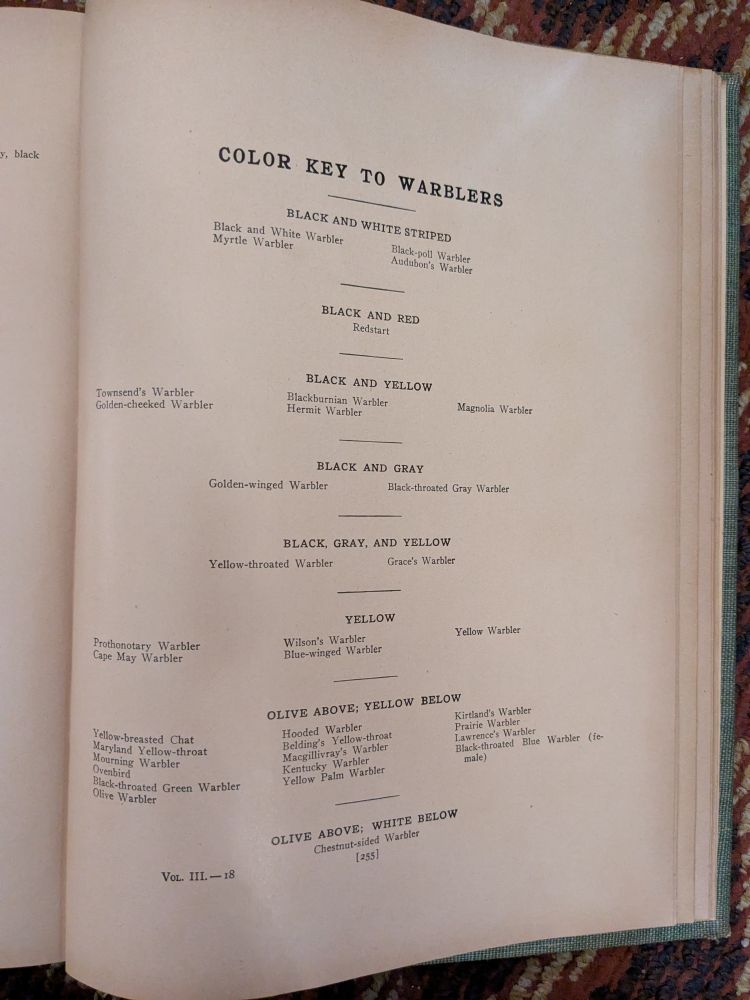 y, black
COLOR KEY TO WARBLERS
BLACK AND WHITE STRIPED
Black and White Warbler
Myrtle Warbler
Black-poll Warbler
Audubon's Warbler
BLACK AND RED
Redstart
BLACK AND YELLOW
Townsend's Warbler
Golden-cheeked Warbler
Blackburnian Warbler
Hermit Warbler
Magnolia Warbler
BLACK AND GRAY
Golden-winged Warbler
Black-throated Gray Warbler
BLACK, GRAY, AND YELLOW
Yellow-throated Warbler
Grace's Warbler
YELLOW
Prothonotary Warbler
Cape May Warbler
Wilson's Warbler
Blue-winged Warbler
Yellow Warbler
OLIVE ABOVE; YELLOW BELOW
Yellow-breasted Chat
Maryland Yellow-throat
Mourning Warbler
Ovenbird
Black-throated Green Warbler
Olive Warbler
Hooded Warbler
Belding's Yellow-throat
Macgillivray's Warbler
Kentucky Warbler
Yellow Palm Warbler
Kirtland's Warbler
Prairie Warbler
Lawrence's Warbler
Black-throated Blue Warbler (fe-
male)
OLIVE ABOVE; WHITE BELOW
Chestnut-sided Warbler
[255]
VOL. III.—18